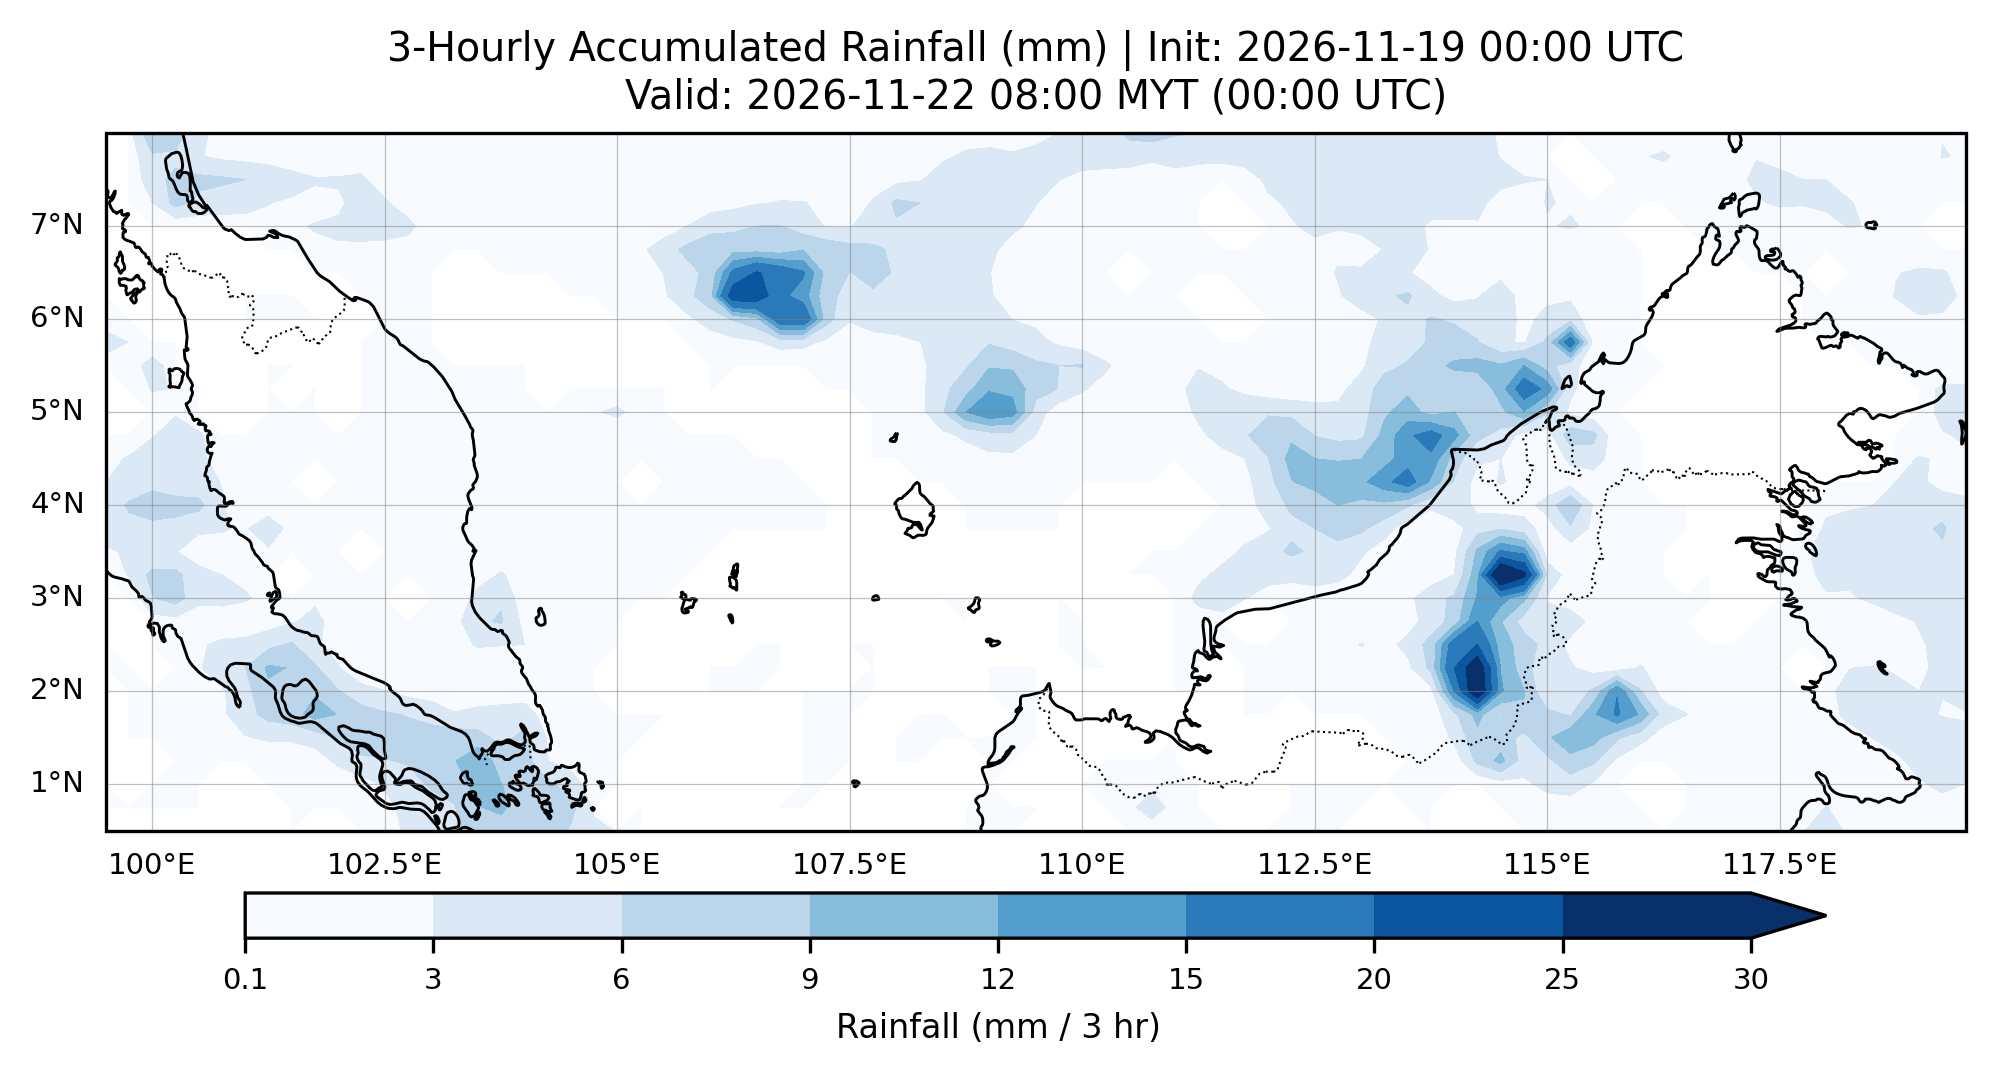 3-Hourly Accumulated Rainfall (mm) | Init: 2026-11-19 00:00 UTC
Valid: 2026-11-22 08:00 MYT (00:00 UTC)
7°N
6°N
5°N
4°N
3°N
2°N
1°N
100°E 102.5°E 105°E 107.5°E 110°E 112.5°E 115°E 117.5°E
0.1 3 6 9 12 15 20 25 30
Rainfall (mm / 3 hr)